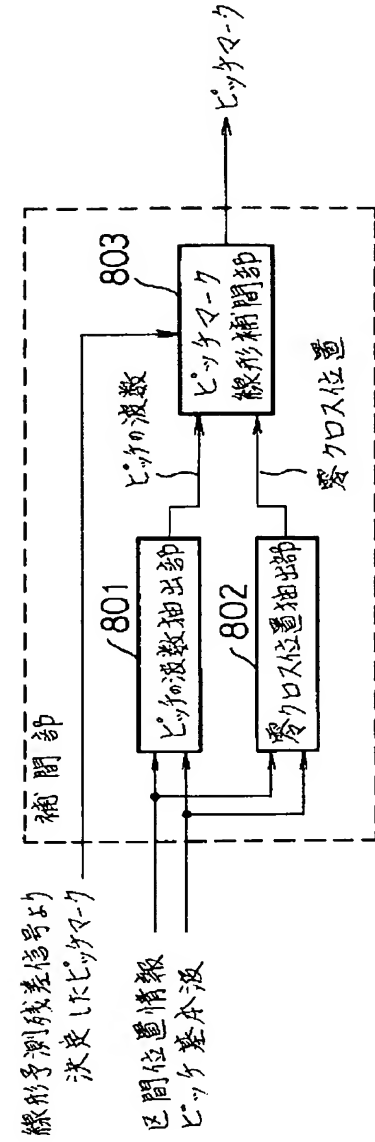 線形予測残差信号より
決定したピッチマーク
区間位置情報
ピッチ基本波
補間部
801
ピッチの波数抽出部
802
零クロス位置抽出部
ピッチの波数
零クロス位置
803
ピッチマーク
線形補間部
ピッチマーク